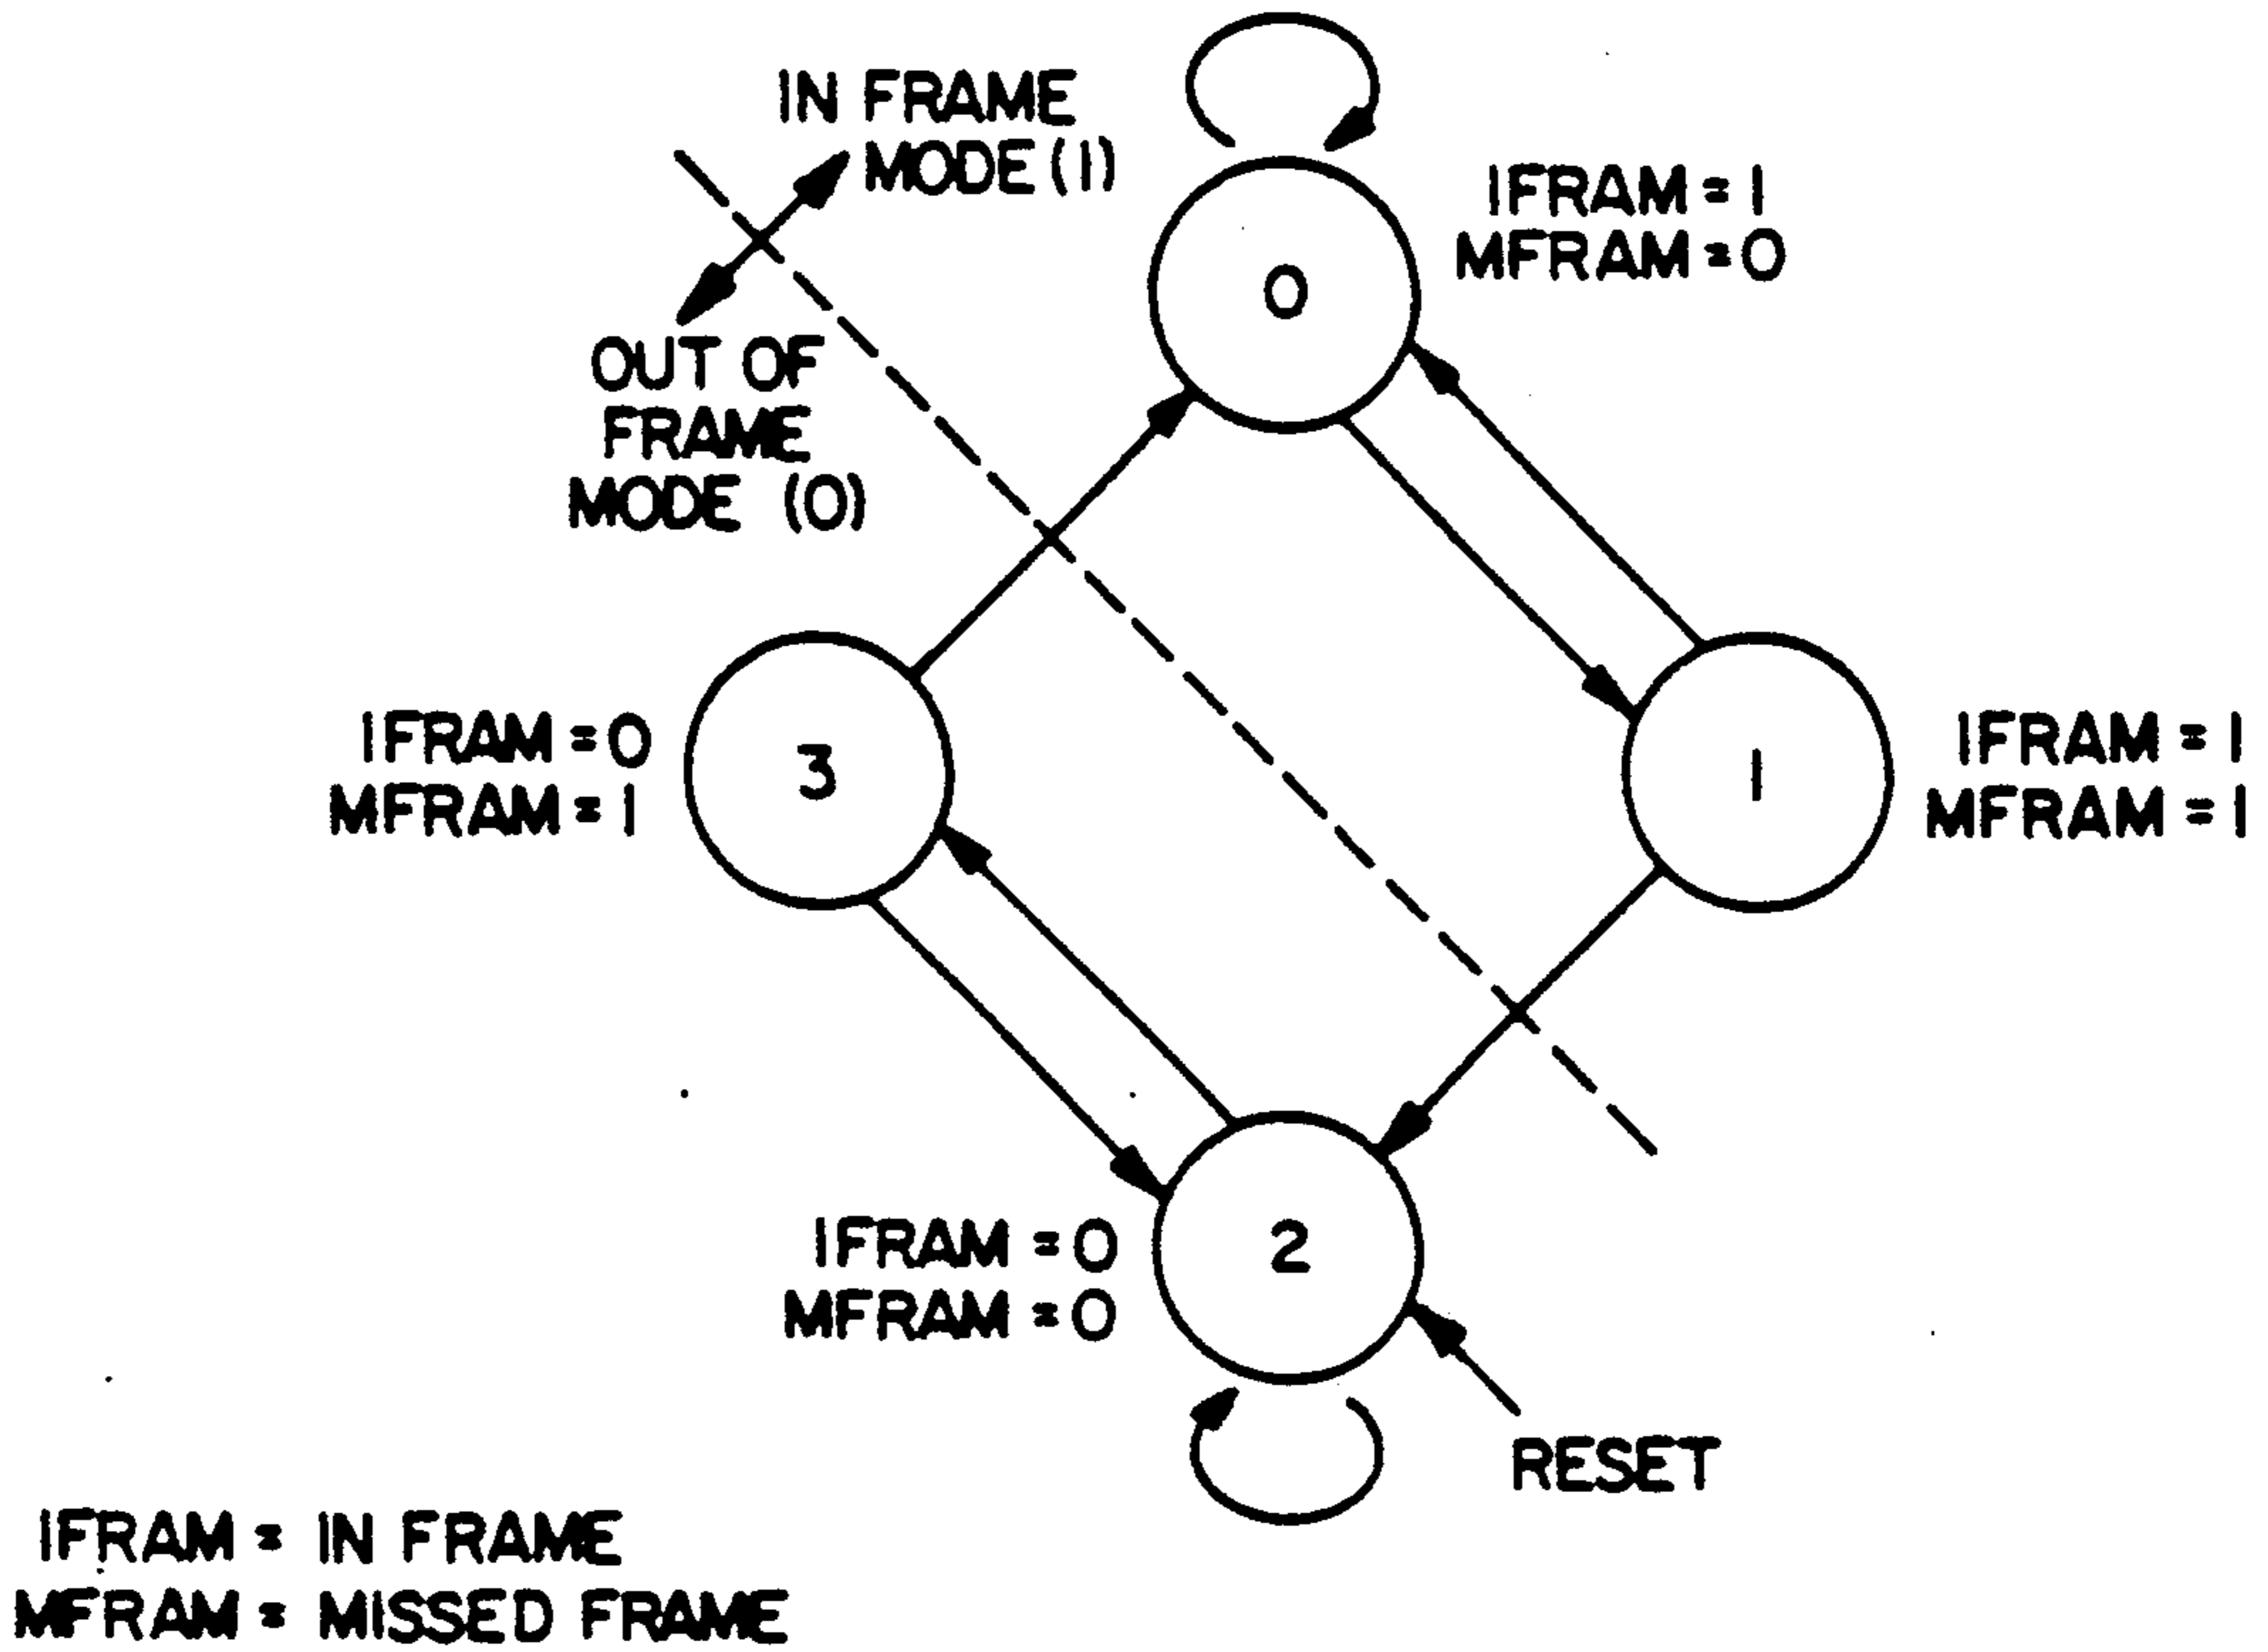 IN FRAME
MODE (1)
OUT OF
FRAME
MODE (0)
0
IFRAM = 1
MFRAM = 0
3
IFRAM = 0
MFRAM = 1
1
IFRAM = 1
MFRAM = 1
2
IFRAM = 0
MFRAM = 0
RESET
IFRAM = IN FRAME
MFRAM = MISSED FRAME